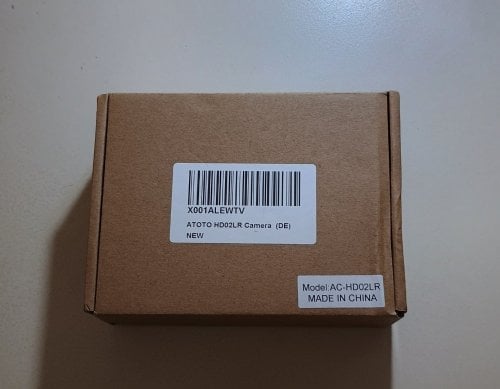 X001ALEWTV
ATOTO HD02LR Camera (DE)
NEW
Model:AC-HD02LR
MADE IN CHINA